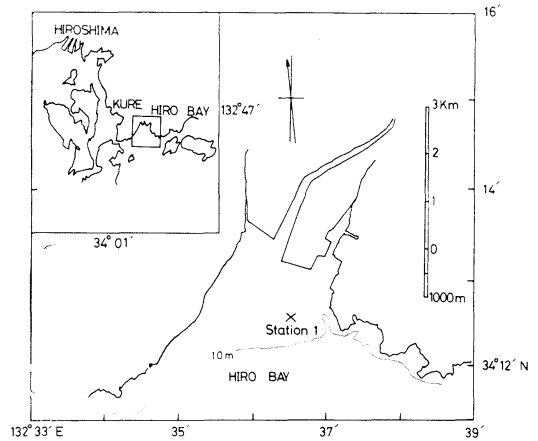 16′
HIROSHIMA
KURE HIRO BAY
132°47′
34°01′
3 Km
2
1
0
1000 m
14′
Station 1
10 m
HIRO BAY
34°12′N
132°33′E
35′
37′
39′